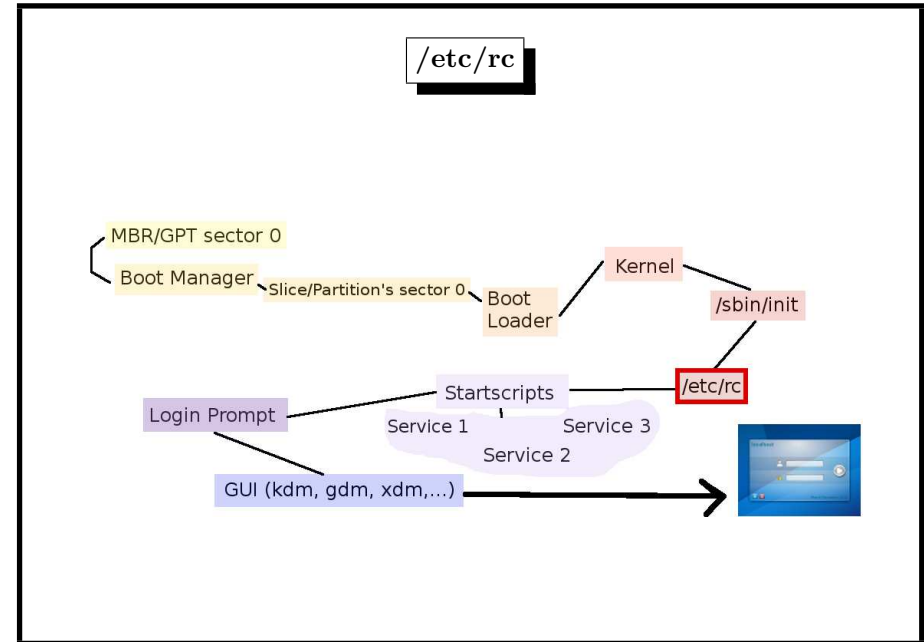 /etc/rc
MBR/GPT sector 0
Boot Manager
Slice/Partition's sector 0
Boot
Loader
Kernel
/sbin/init
/etc/rc
Startscripts
Service 1
Service 2
Service 3
Login Prompt
GUI (kdm, gdm, xdm,...)